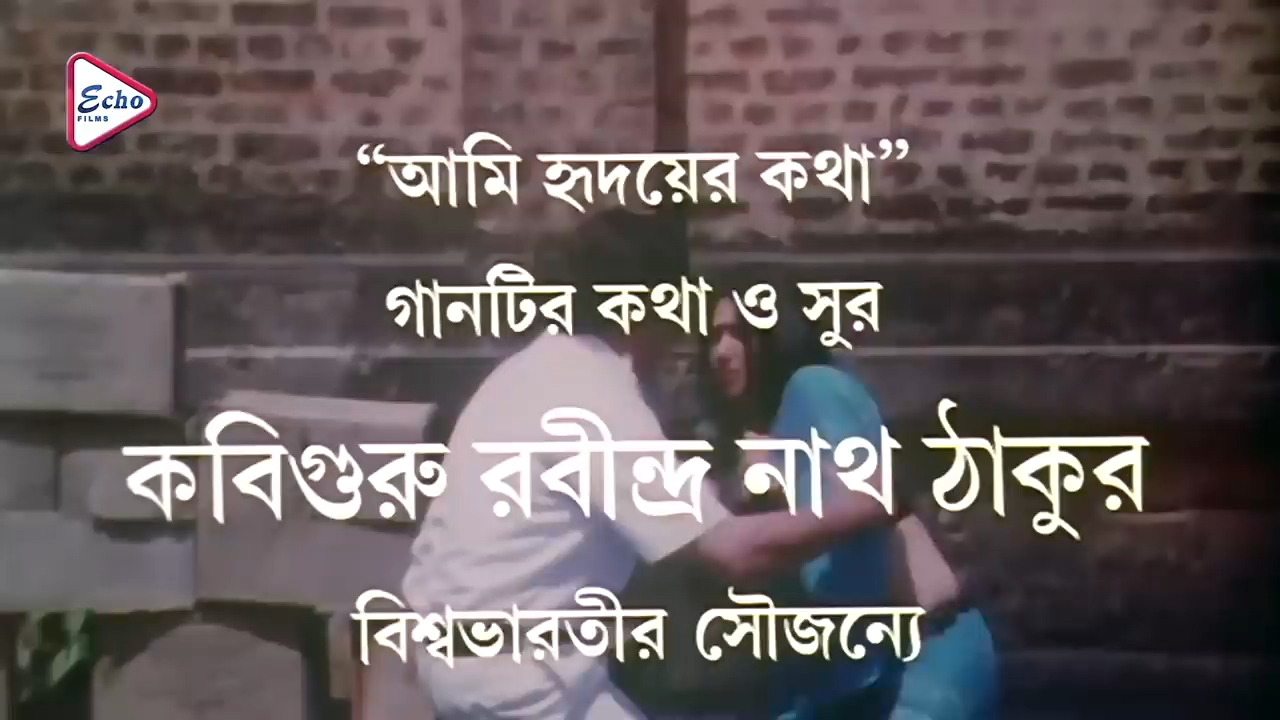 Echo
FILMS
“আমি হৃদয়ের কথা”
গানটির কথা ও সুর
কবিগুরু রবীন্দ্র নাথ ঠাকুর
বিশ্বভারতীর সৌজন্যে